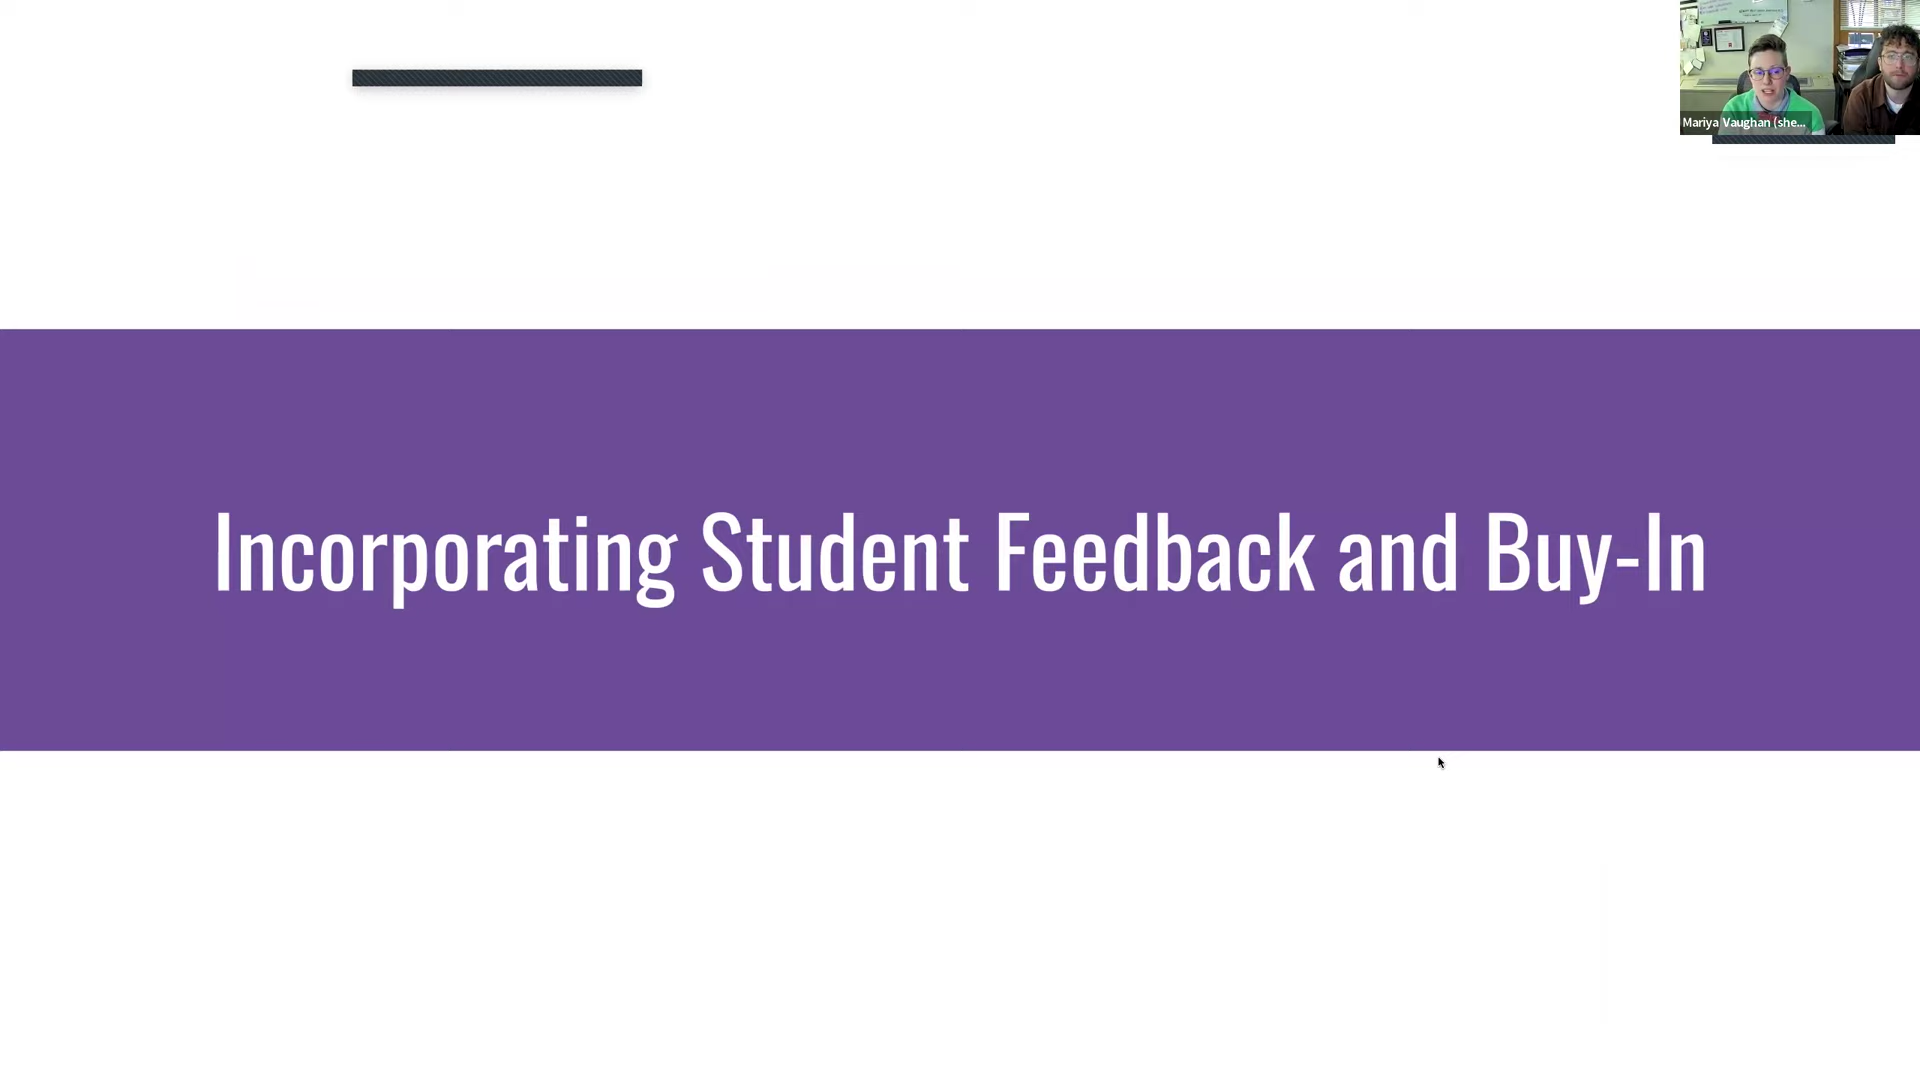 Mariya Vaughan (she...
Incorporating Student Feedback and Buy-In